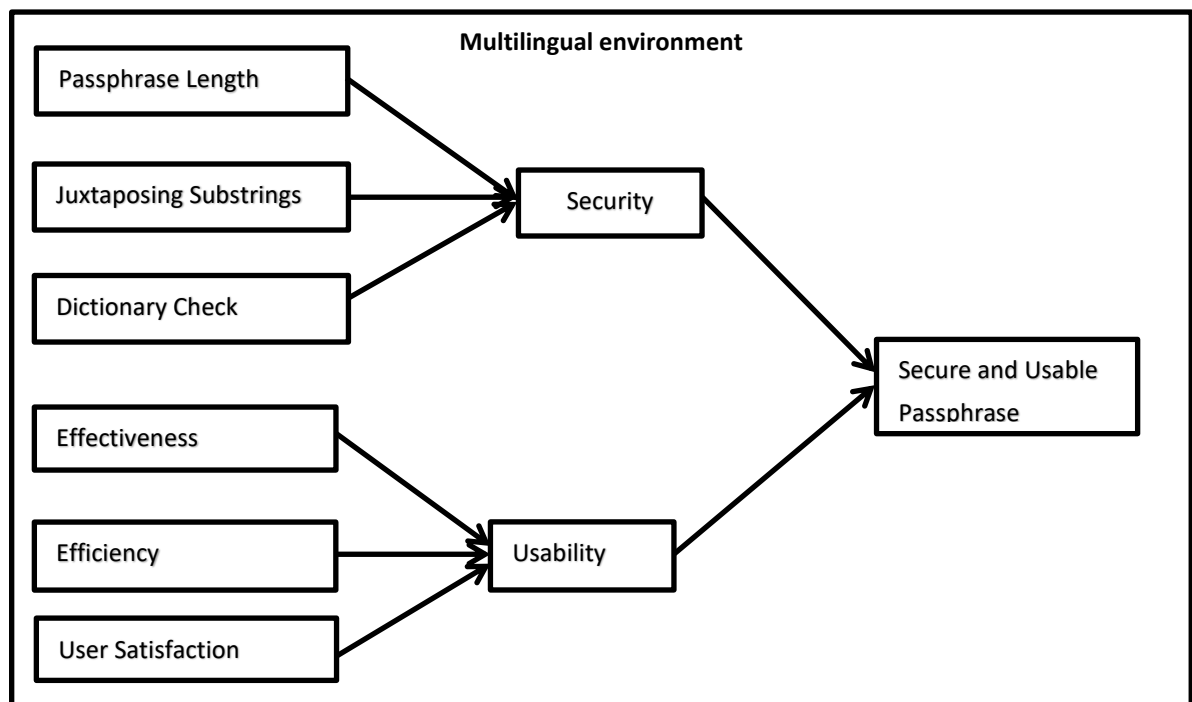 Multilingual environment
Passphrase Length
Juxtaposing Substrings
Security
Dictionary Check
Secure and Usable
Passphrase
Effectiveness
Efficiency
Usability
User Satisfaction